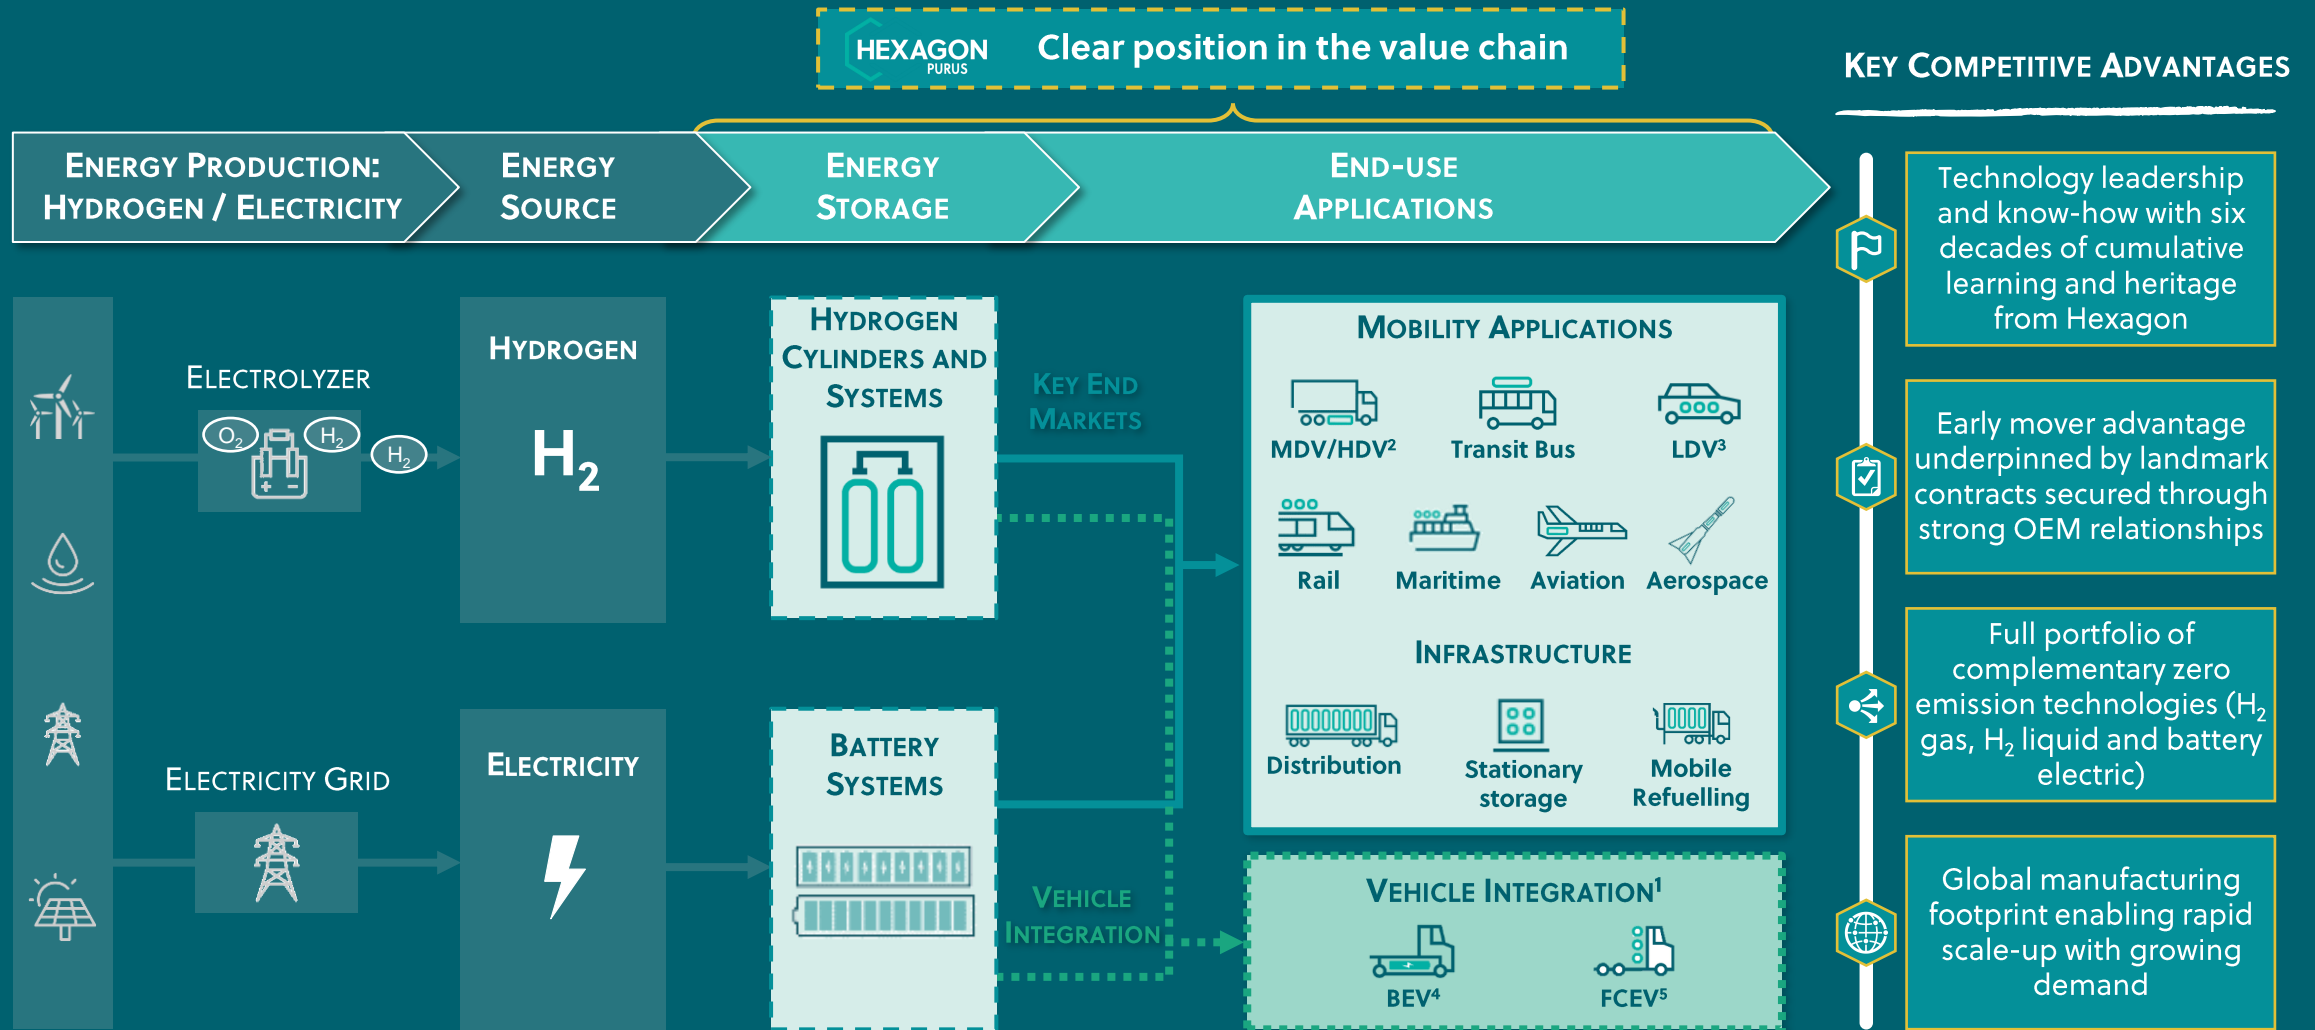 HEXAGON
PURUS
Clear position in the value chain
KEY COMPETITIVE ADVANTAGES
ENERGY PRODUCTION:
HYDROGEN / ELECTRICITY
ENERGY
SOURCE
ENERGY
STORAGE
END-USE
APPLICATIONS
ELECTROLYZER
O2
H2
H2
HYDROGEN
H2
HYDROGEN
CYLINDERS AND
SYSTEMS
KEY END
MARKETS
MOBILITY APPLICATIONS
MDV/HDV²
Transit Bus
LDV³
Rail
Maritime
Aviation
Aerospace
INFRASTRUCTURE
Distribution
Stationary
storage
Mobile
Refuelling
ELECTRICITY GRID
ELECTRICITY
BATTERY
SYSTEMS
VEHICLE
INTEGRATION
VEHICLE INTEGRATION¹
BEV⁴
FCEV⁵
Technology leadership
and know-how with six
decades of cumulative
learning and heritage
from Hexagon
Early mover advantage
underpinned by landmark
contracts secured through
strong OEM relationships
Full portfolio of
complementary zero
emission technologies (H2
gas, H2 liquid and battery
electric)
Global manufacturing
footprint enabling rapid
scale-up with growing
demand